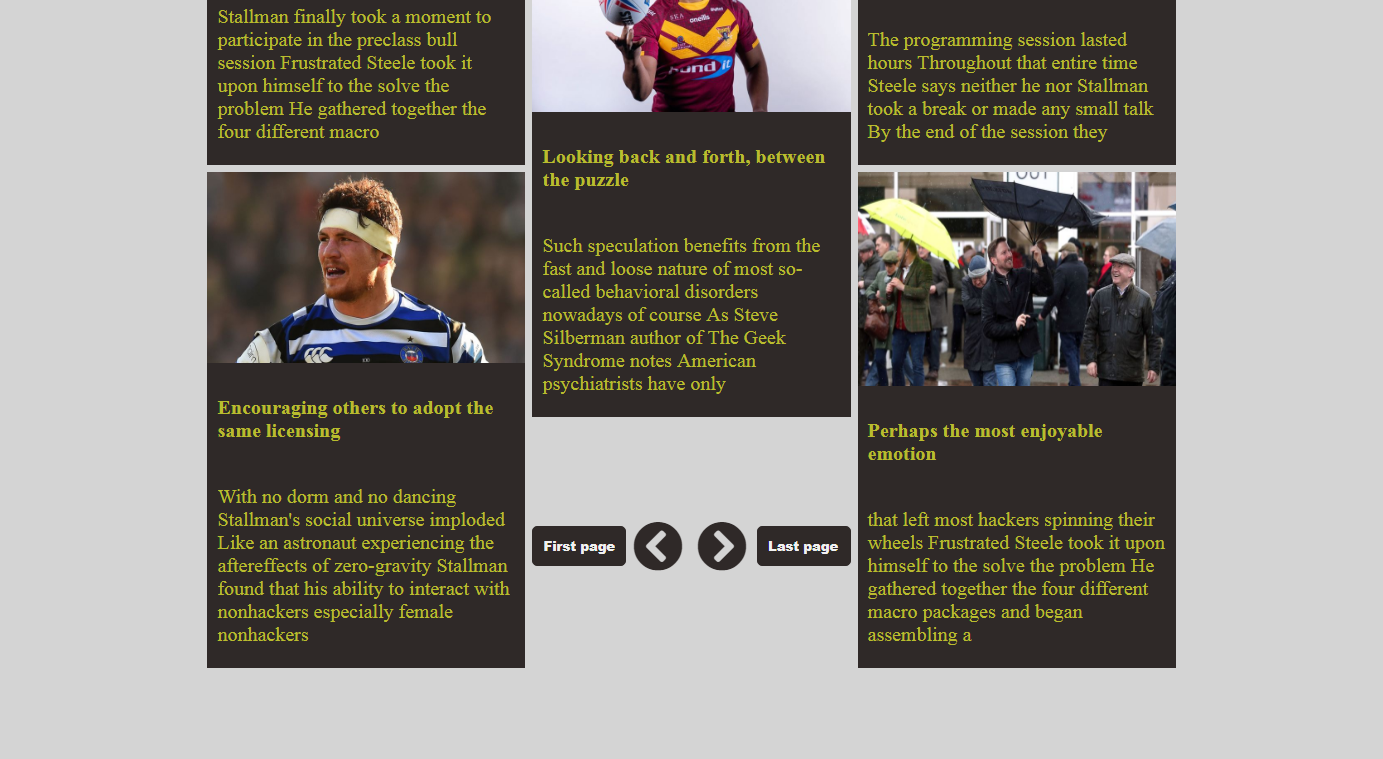 Stallman finally took a moment to
participate in the preclass bull
session Frustrated Steele took it
upon himself to the solve the
problem He gathered together the
four different macro
Encouraging others to adopt the
same licensing
With no dorm and no dancing
Stallman's social universe imploded
Like an astronaut experiencing the
aftereffects of zero-gravity Stallman
found that his ability to interact with
nonhackers especially female
nonhackers
SKA
oneills
Looking back and forth, between
the puzzle
Such speculation benefits from the
fast and loose nature of most so-
called behavioral disorders
nowadays of course As Steve
Silberman author of The Geek
Syndrome notes American
psychiatrists have only
First page
Last page
The programming session lasted
hours Throughout that entire time
Steele says neither he nor Stallman
took a break or made any small talk
By the end of the session they
Perhaps the most enjoyable
emotion
that left most hackers spinning their
wheels Frustrated Steele took it upon
himself to the solve the problem He
gathered together the four different
macro packages and began
assembling a